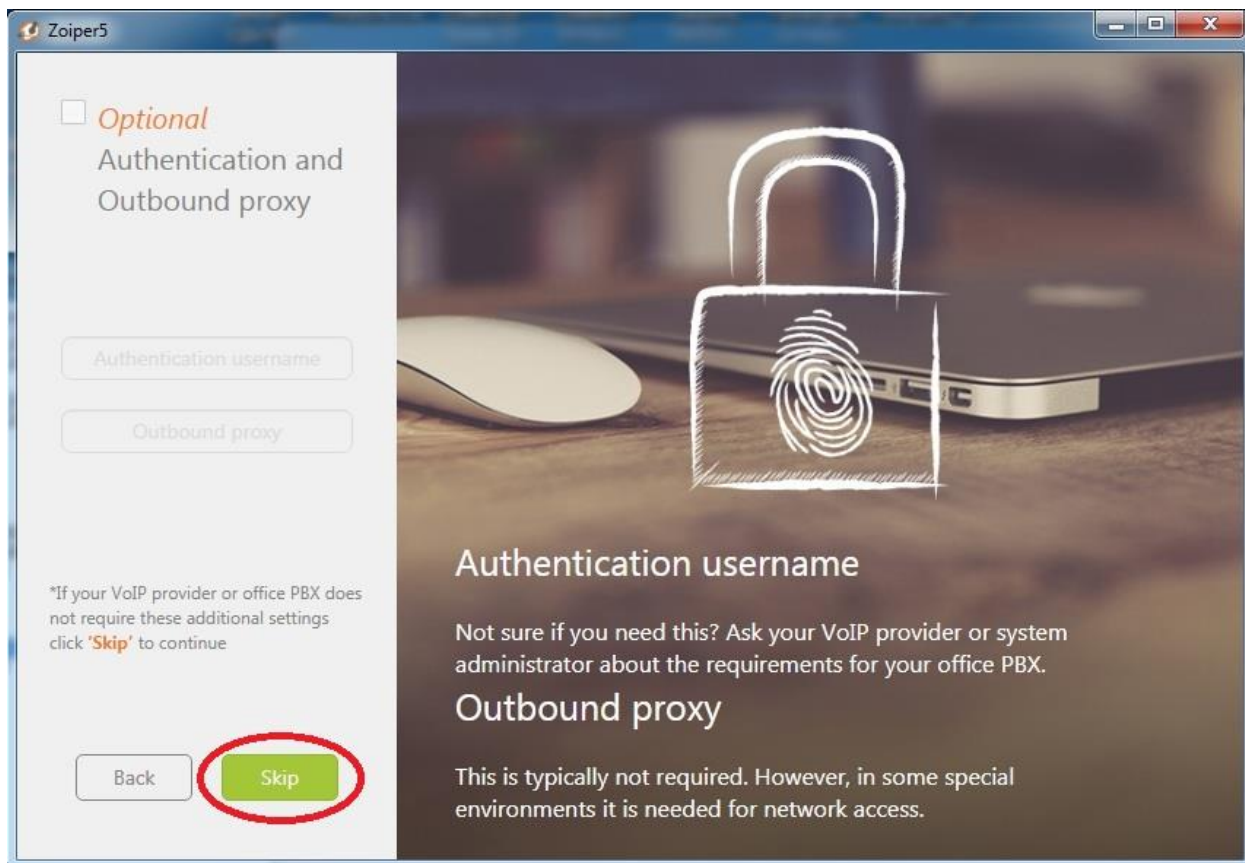 Zoiper5
Optional
Authentication and
Outbound proxy
Authentication username
Outbound proxy
*If your VoIP provider or office PBX does
not require these additional settings
click 'Skip' to continue
Back
Skip
Authentication username
Not sure if you need this? Ask your VoIP provider or system
administrator about the requirements for your office PBX.
Outbound proxy
This is typically not required. However, in some special
environments it is needed for network access.